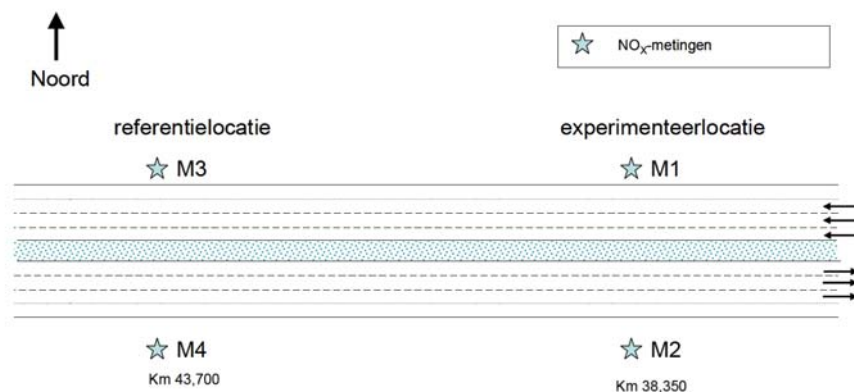 Noord
NOX-metingen
referentielocatie
experimenteerlocatie
M3
M1
M4
M2
Km 43,700
Km 38,350